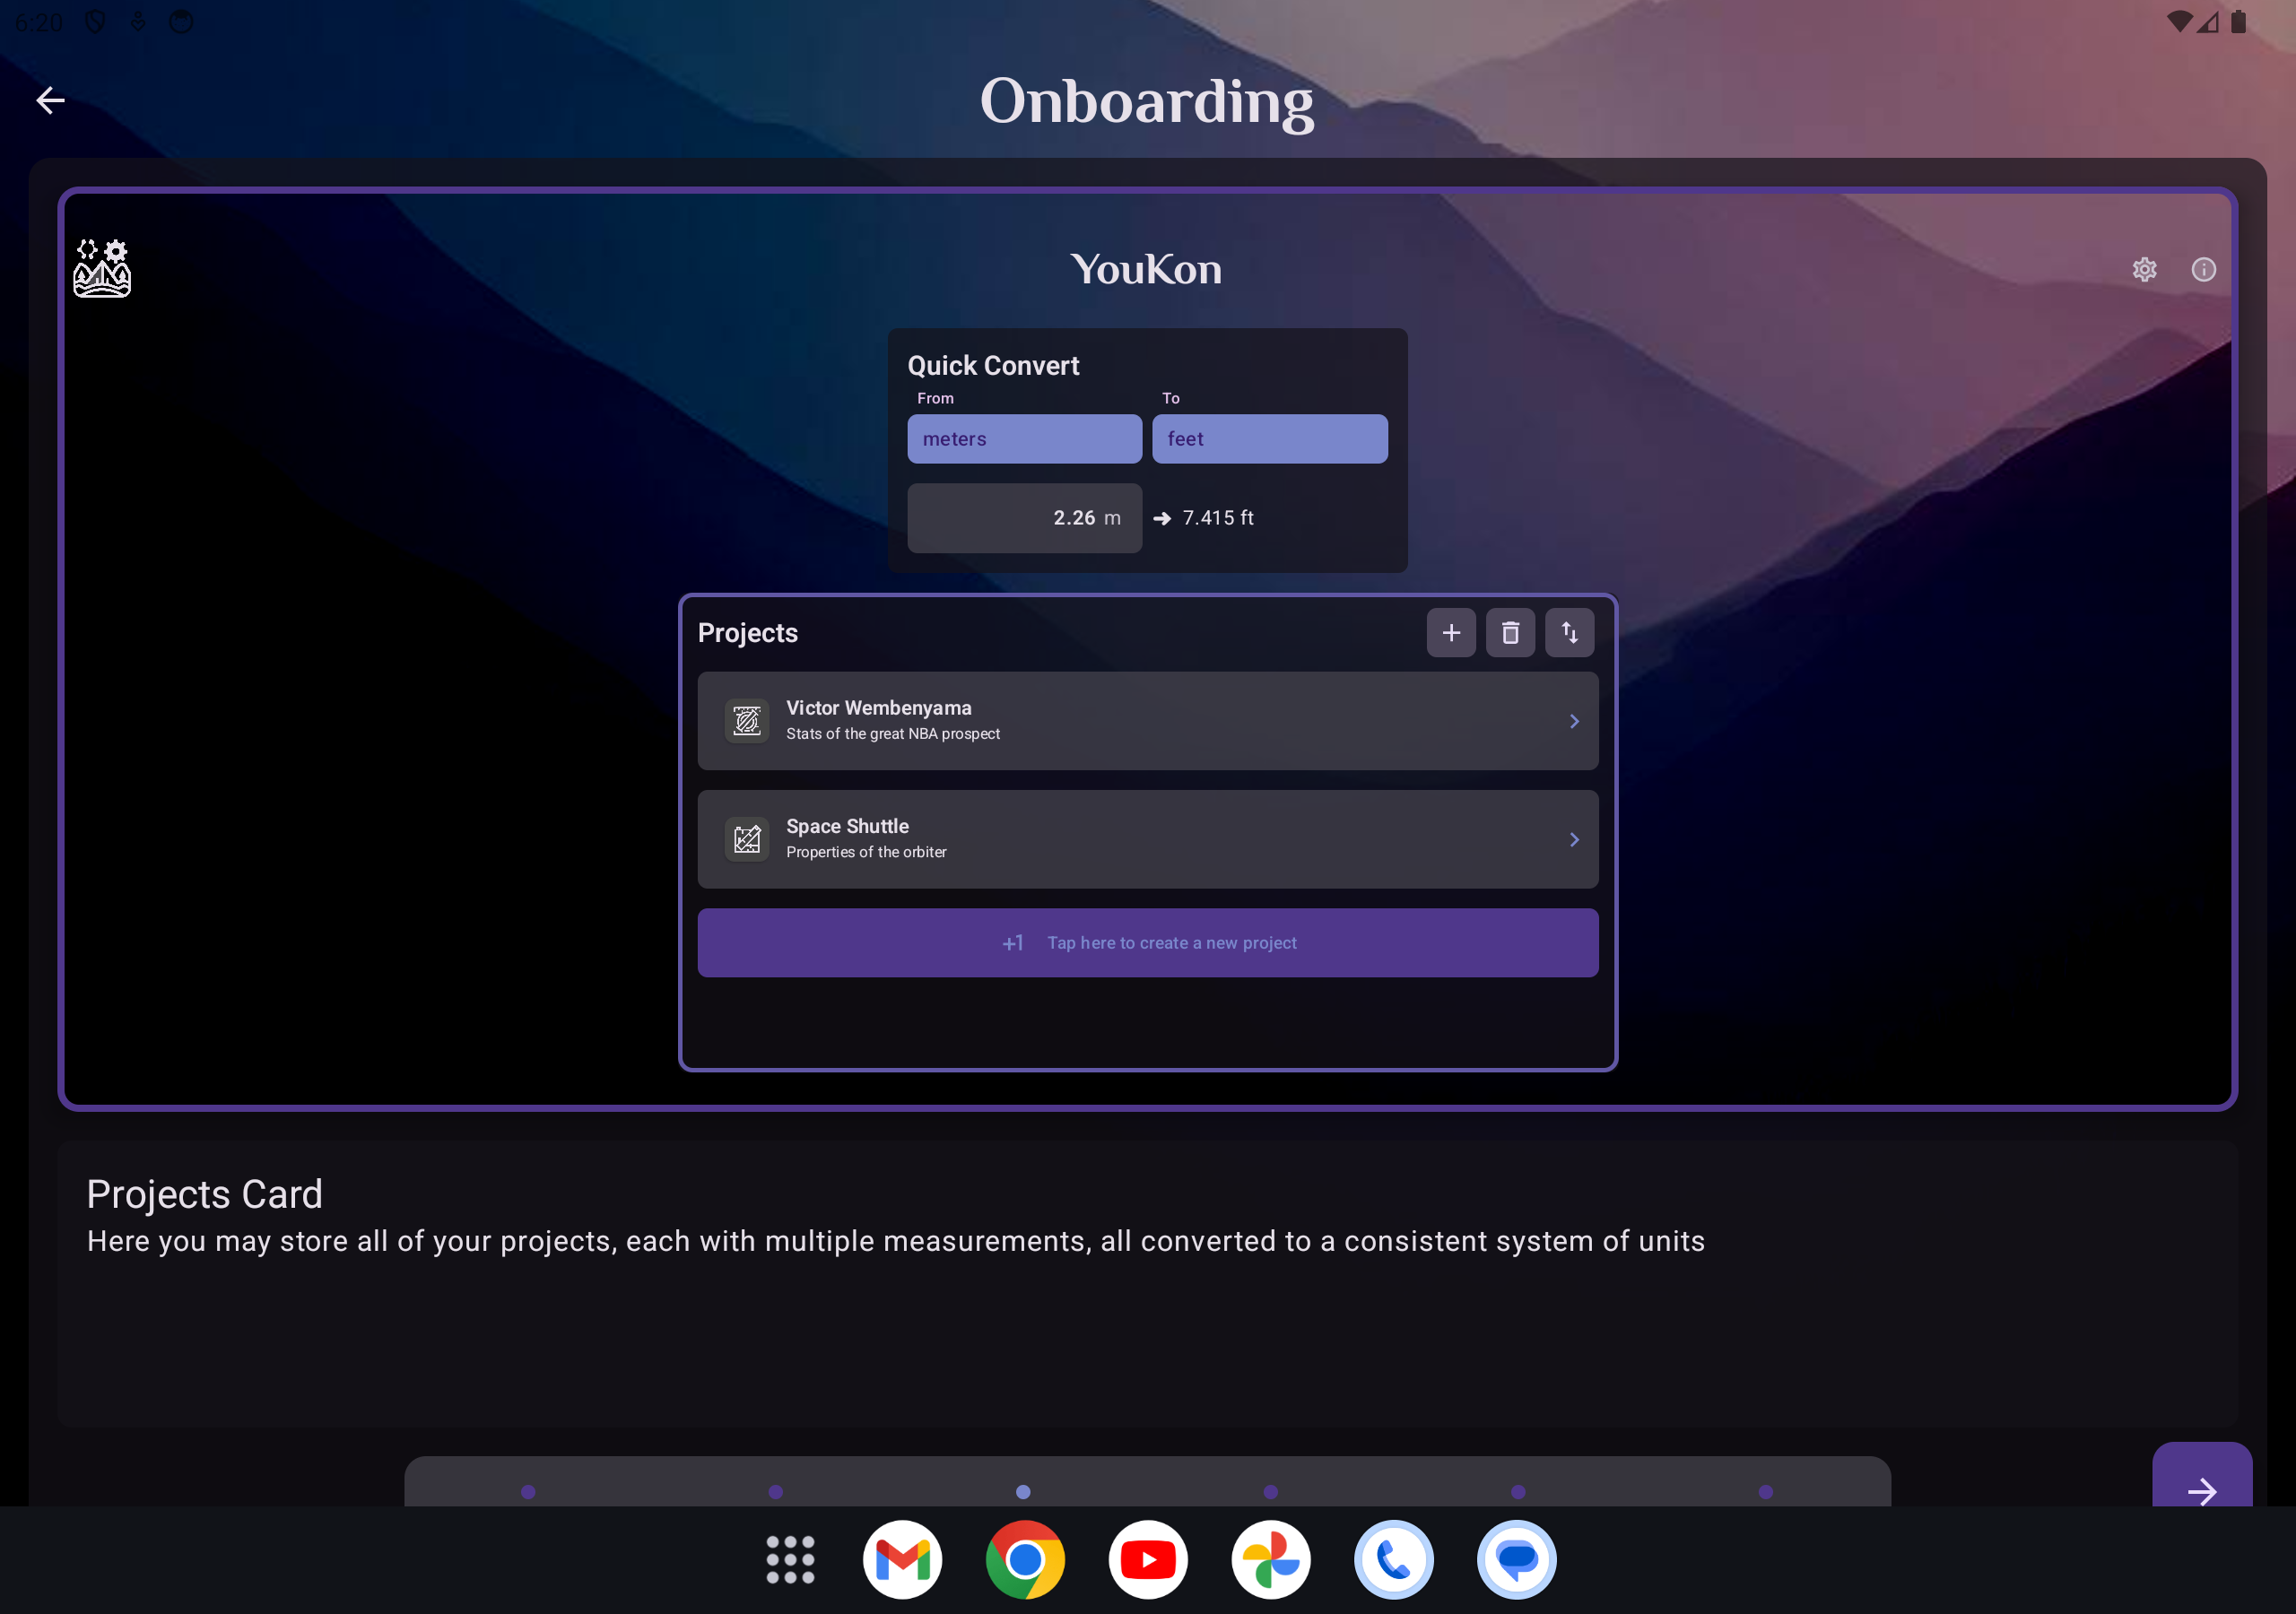 6:20
Onboarding
YouKon
Quick Convert
From To
meters feet
2.26 m → 7.415 ft
Projects
Victor Wembenyama
Stats of the great NBA prospect
Space Shuttle
Properties of the orbiter
+1 Tap here to create a new project
Projects Card
Here you may store all of your projects, each with multiple measurements, all converted to a consistent system of units